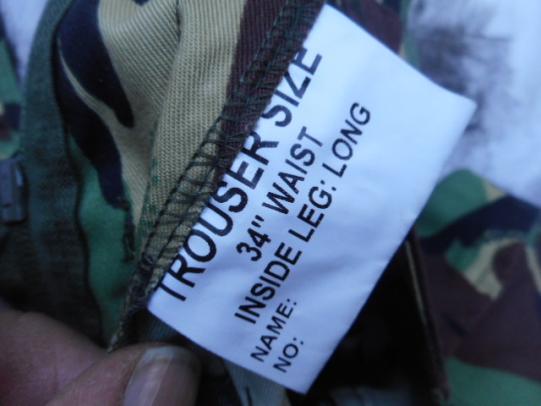 TROUSER SIZE
34" WAIST
INSIDE LEG: LONG
NAME:
NO: